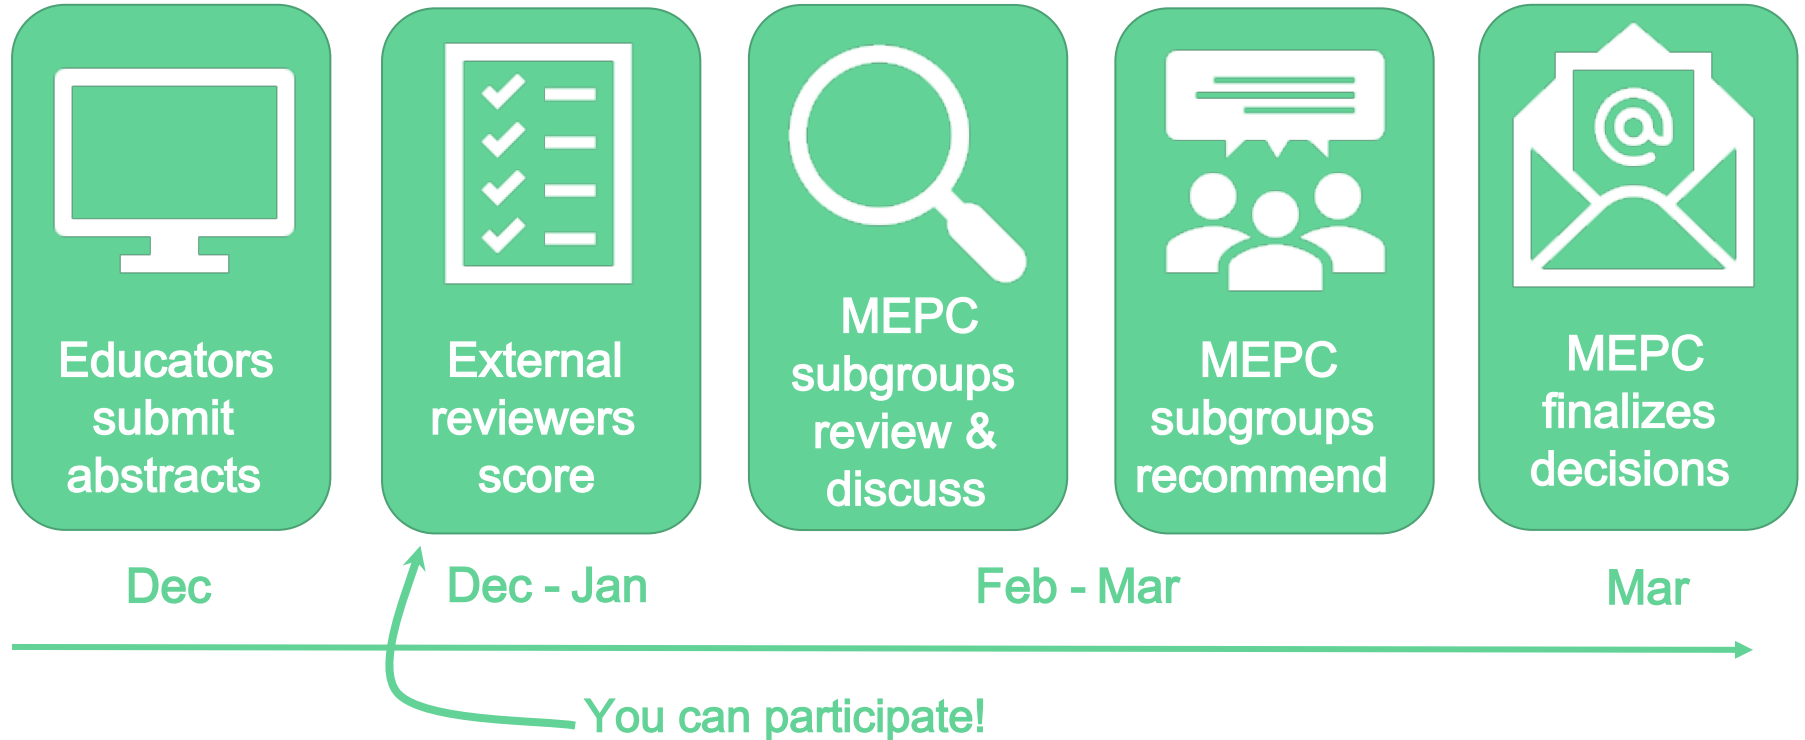 Educators
submit
abstracts
External
reviewers
score
MEPC
subgroups
review &
discuss
MEPC
subgroups
recommend
MEPC
finalizes
decisions
Dec
Dec - Jan
Feb - Mar
Mar
You can participate!